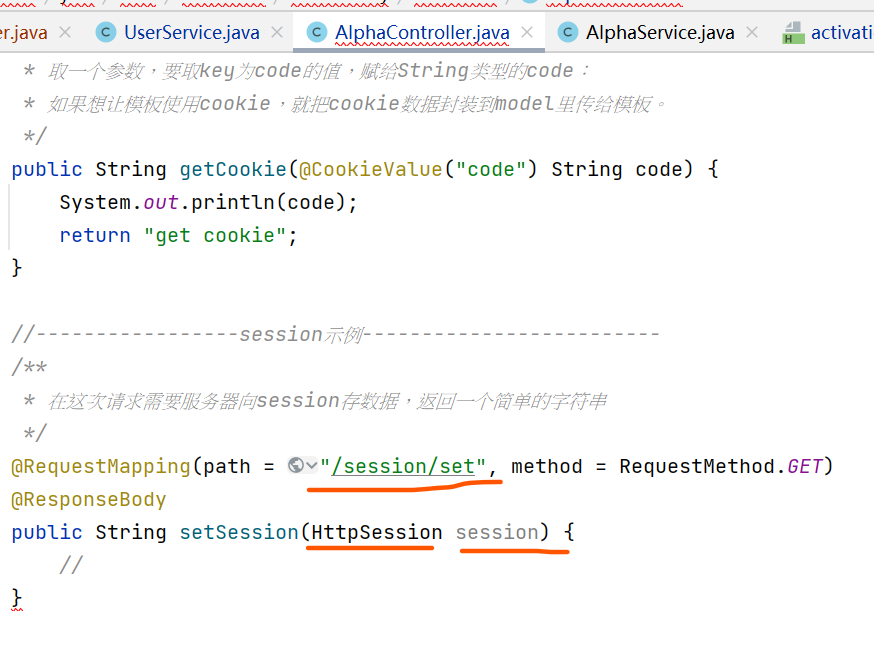 er.java × UserService.java × AlphaController.java × AlphaService.java × activati
* 取一个参数，要取key为code的值，赋给String类型的code：
* 如果想让模板使用cookie，就把cookie数据封装到model里传给模板。
*/
public String getCookie(@CookieValue("code") String code) {
System.out.println(code);
return "get cookie";
}
//-----------------session示例-------------------------
/**
* 在这次请求需要服务器向session存数据，返回一个简单的字符串
*/
@RequestMapping(path = "/session/set", method = RequestMethod.GET)
@ResponseBody
public String setSession(HttpSession session) {
//
}